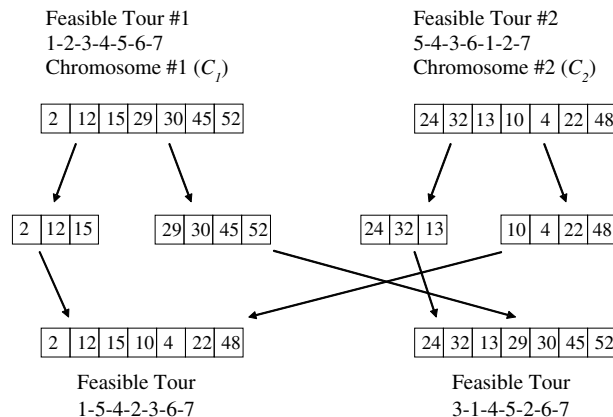 Feasible Tour #1
1-2-3-4-5-6-7
Chromosome #1 (C1)
Feasible Tour #2
5-4-3-6-1-2-7
Chromosome #2 (C2)
2 12 15 29 30 45 52
24 32 13 10 4 22 48
2 12 15
29 30 45 52
24 32 13
10 4 22 48
2 12 15 10 4 22 48
24 32 13 29 30 45 52
Feasible Tour
1-5-4-2-3-6-7
Feasible Tour
3-1-4-5-2-6-7